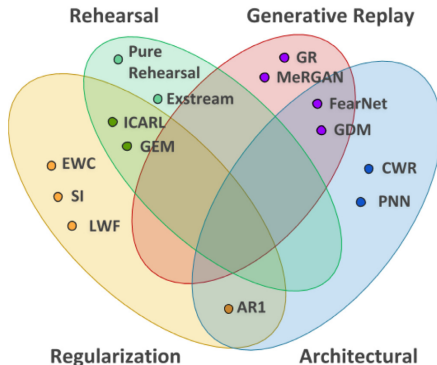 Rehearsal
Generative Replay
Pure
Rehearsal
GR
MeRGAN
Exstream
FearNet
ICARL
GDM
GEM
EWC
CWR
SI
PNN
LWF
AR1
Regularization
Architectural